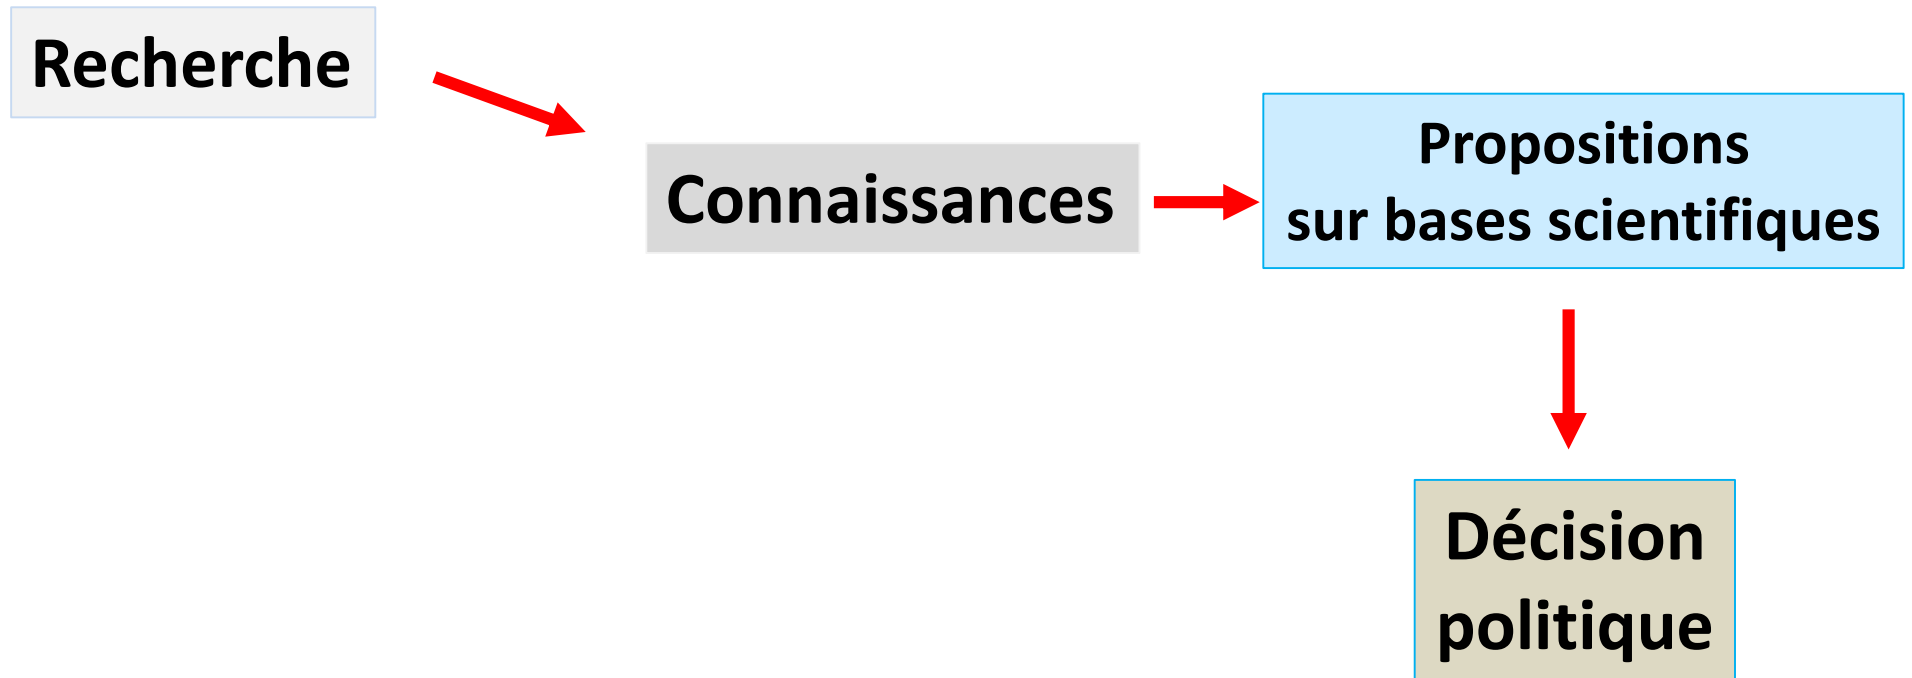 Recherche
Connaissances
Propositions
sur bases scientifiques
Décision
politique